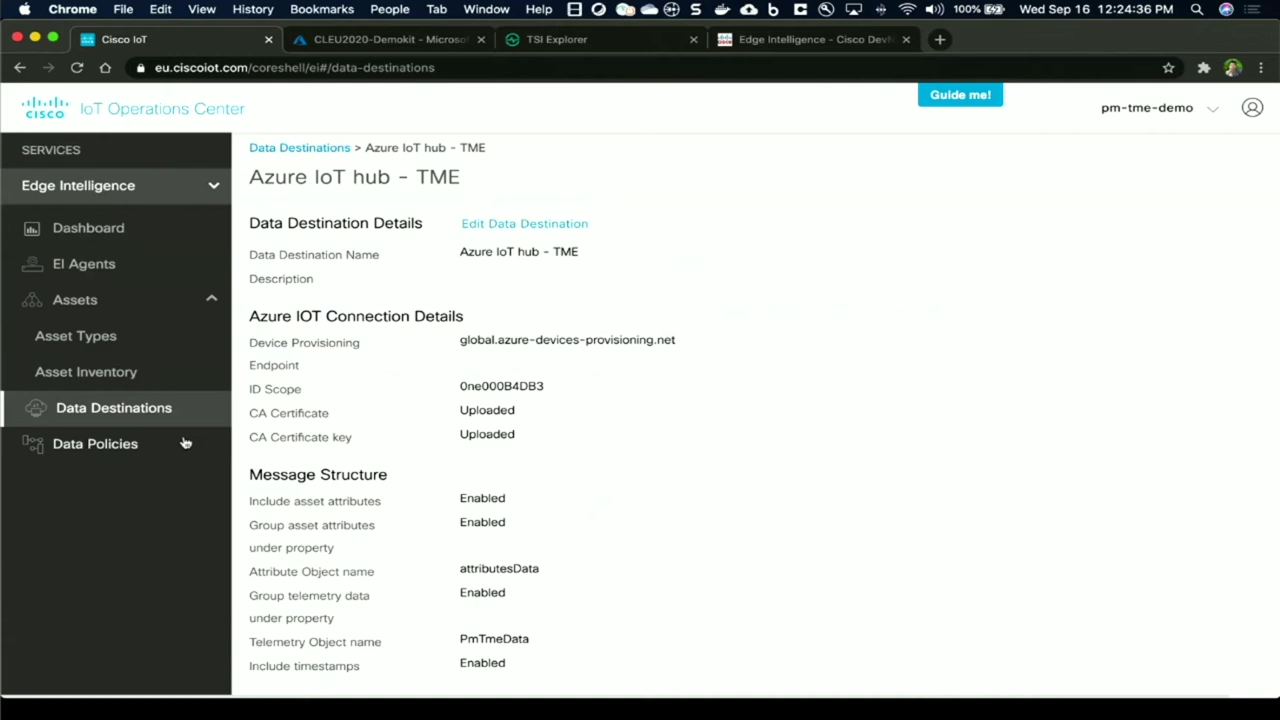 Chrome File Edit View History Bookmarks People Tab Window Help 100% Wed Sep 16 12:24:36 PM
Cisco IoT CLEU2020-Demokit - Microsof TSI Explorer Edge Intelligence - Cisco DevN
eu.ciscoiot.com/coreshell/ei#/data-destinations
Guide me!
CISCO IoT Operations Center pm-tme-demo
SERVICES
Edge Intelligence
Dashboard
EI Agents
Assets
Asset Types
Asset Inventory
Data Destinations
Data Policies
Data Destinations > Azure IoT hub - TME
Azure IoT hub - TME
Data Destination Details Edit Data Destination
Data Destination Name Azure IoT hub - TME
Description
Azure IOT Connection Details
Device Provisioning global.azure-devices-provisioning.net
Endpoint
ID Scope 0ne000B4DB3
CA Certificate Uploaded
CA Certificate key Uploaded
Message Structure
Include asset attributes Enabled
Group asset attributes Enabled
under property
Attribute Object name attributesData
Group telemetry data Enabled
under property
Telemetry Object name PmTmeData
Include timestamps Enabled